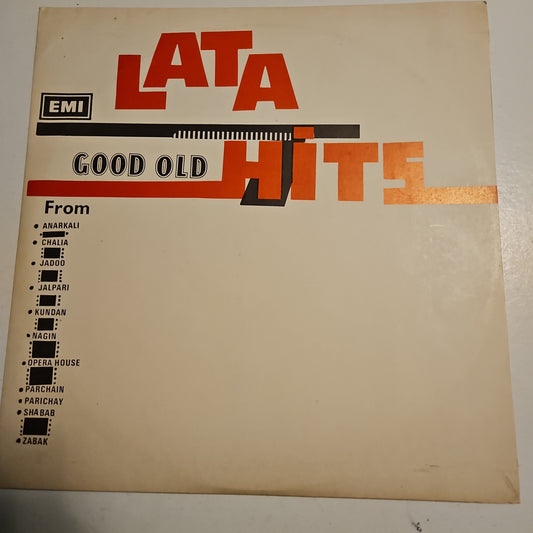 LATA
EMI
GOOD OLD HiTS
From
• ANARKALI
• CHALIA
• JADOO
• JALPARI
• KUNDAN
• NAGIN
• OPERA HOUSE
• PARCHAIN
• PARICHAY
• SHABAB
• ZABAK